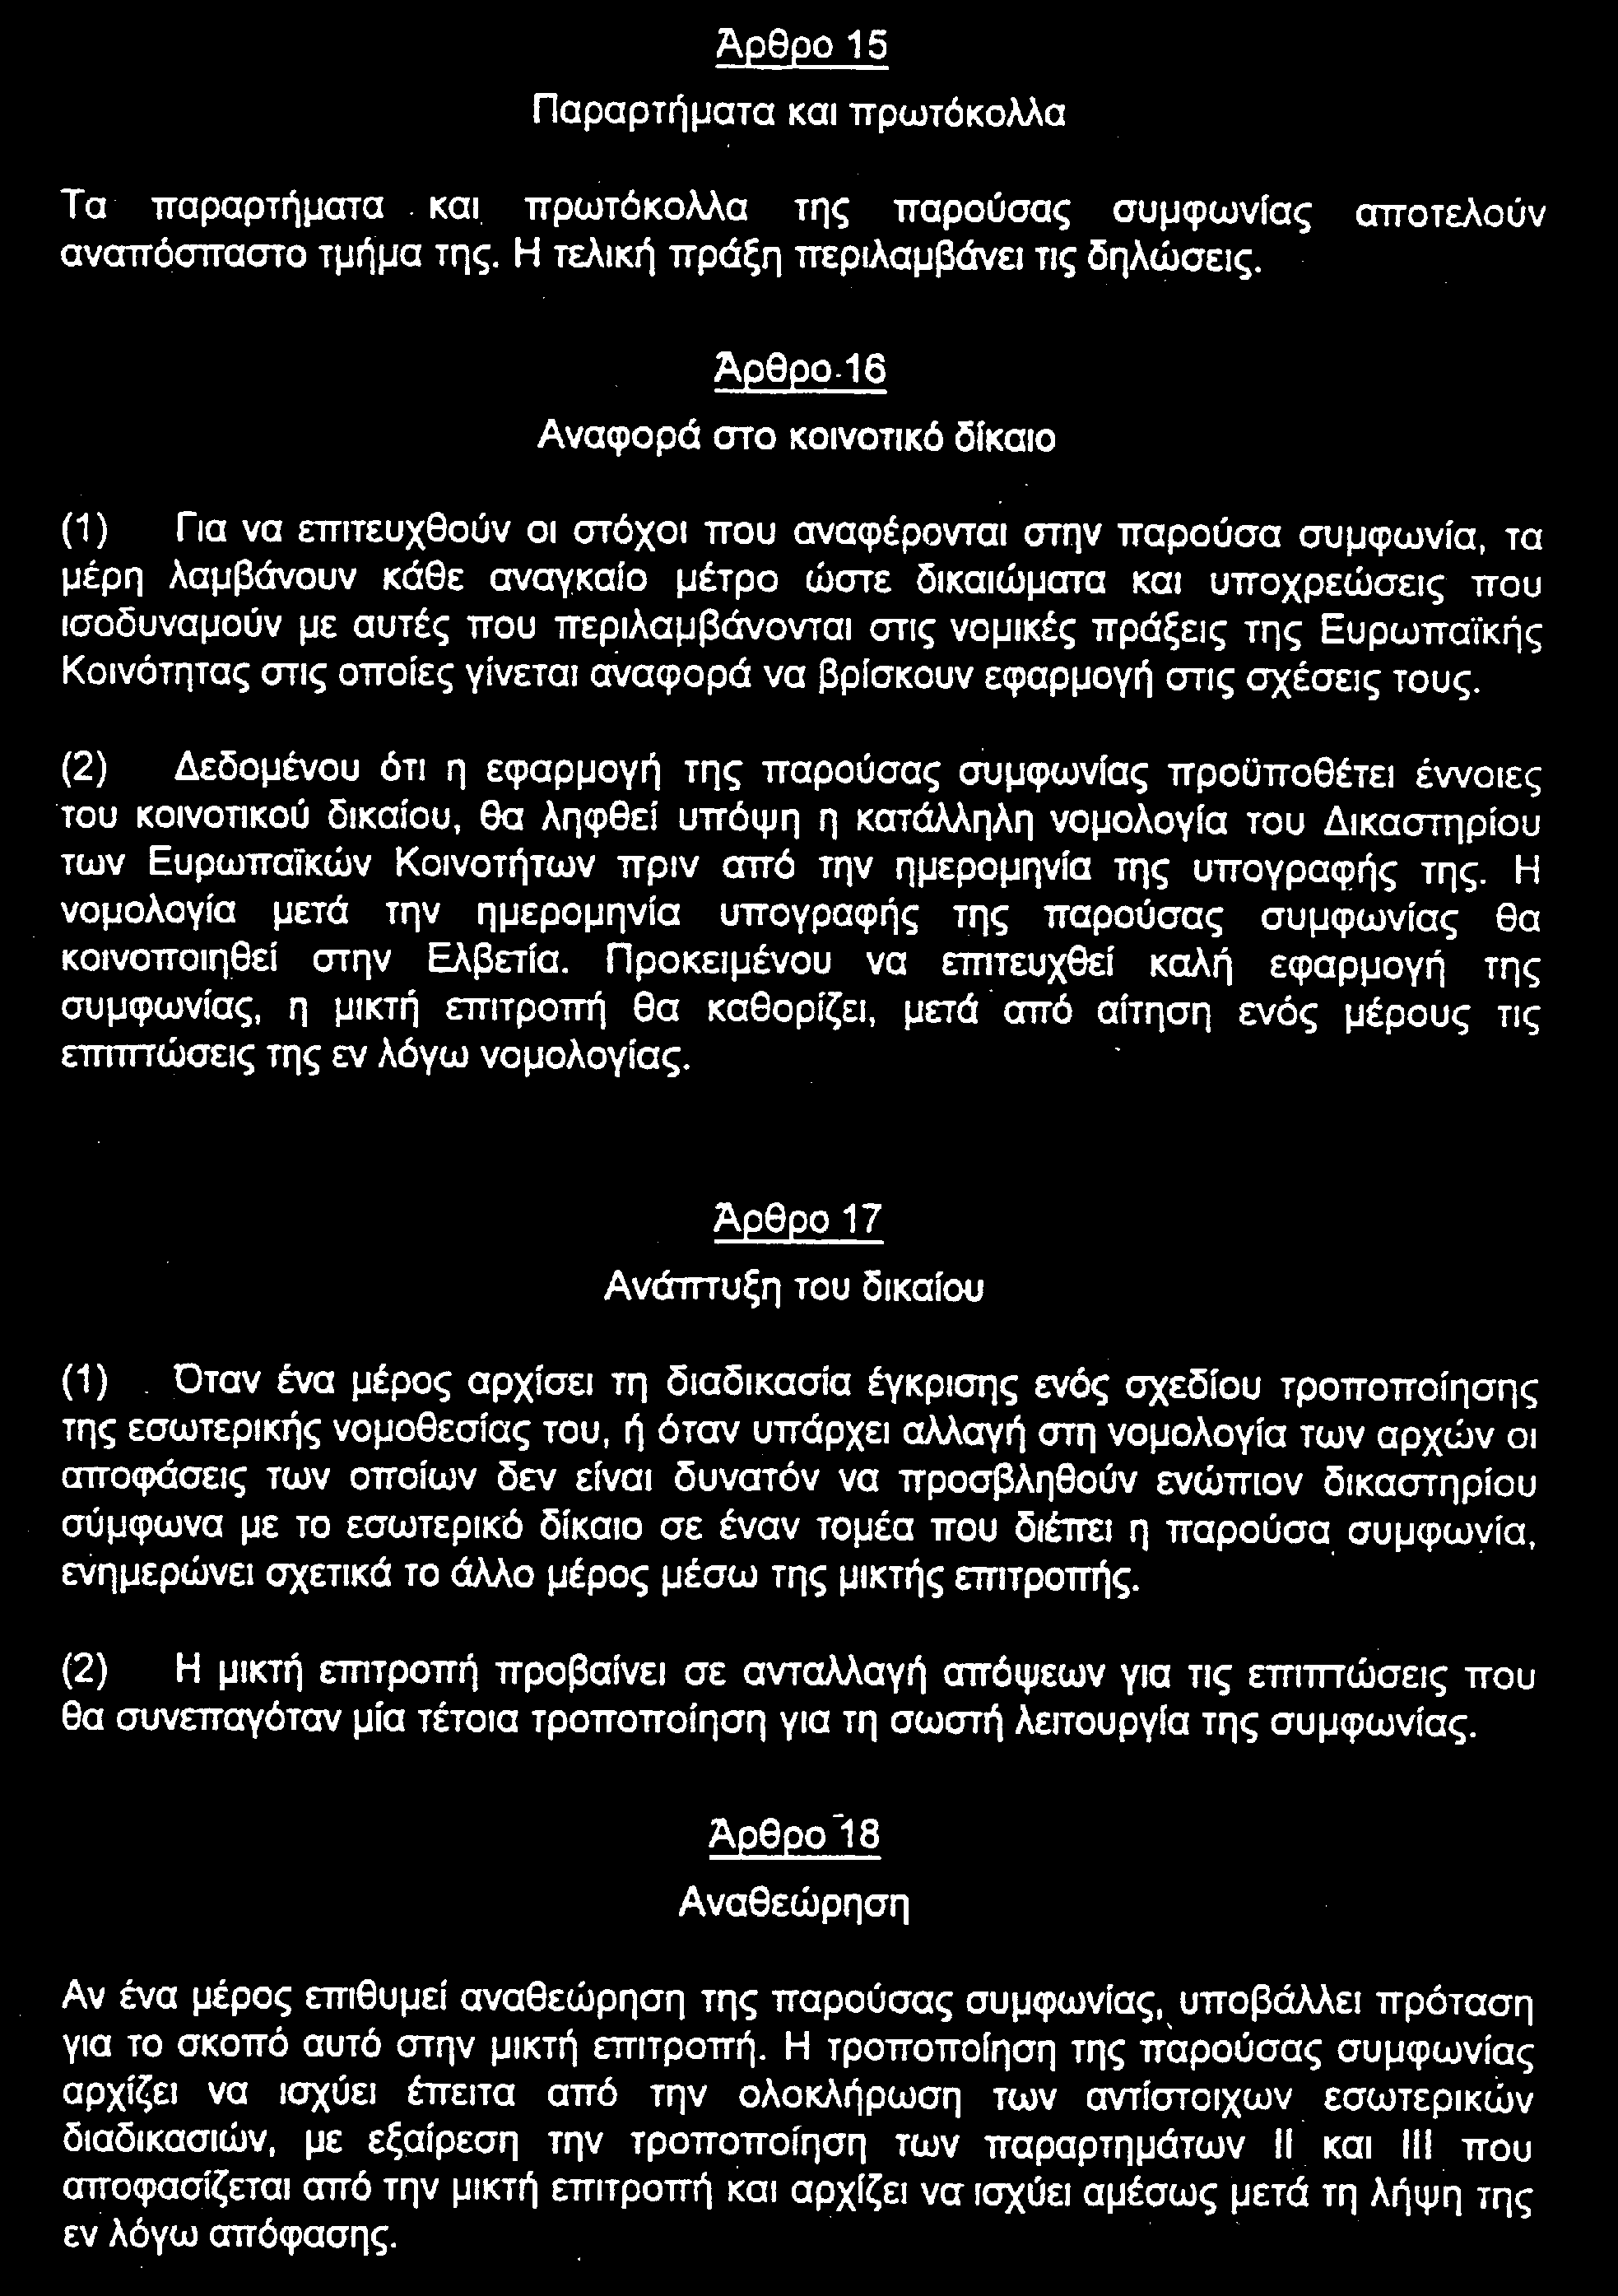 Άρθρο 15
Παραρτήματα και πρωτόκολλα
Τα παραρτήματα και πρωτόκολλα της παρούσας συμφωνίας αποτελούν
αναπόσπαστο τμήμα της. Η τελική πράξη περιλαμβάνει τις δηλώσεις.
Άρθρο 16
Αναφορά στο κοινοτικό δίκαιο
(1) Για να επιτευχθούν οι στόχοι που αναφέρονται στην παρούσα συμφωνία, τα
μέρη λαμβάνουν κάθε αναγκαίο μέτρο ώστε δικαιώματα και υποχρεώσεις που
ισοδυναμούν με αυτές που περιλαμβάνονται στις νομικές πράξεις της Ευρωπαϊκής
Κοινότητας στις οποίες γίνεται αναφορά να βρίσκουν εφαρμογή στις σχέσεις τους.
(2) Δεδομένου ότι η εφαρμογή της παρούσας συμφωνίας προϋποθέτει έννοιες
του κοινοτικού δικαίου, θα ληφθεί υπόψη η κατάλληλη νομολογία του Δικαστηρίου
των Ευρωπαϊκών Κοινοτήτων πριν από την ημερομηνία της υπογραφής της. Η
νομολογία μετά την ημερομηνία υπογραφής της παρούσας συμφωνίας θα
κοινοποιηθεί στην Ελβετία. Προκειμένου να επιτευχθεί καλή εφαρμογή της
συμφωνίας, η μικτή επιτροπή θα καθορίζει, μετά από αίτηση ενός μέρους τις
επιπτώσεις της εν λόγω νομολογίας.
Άρθρο 17
Ανάπτυξη του δικαίου
(1) Όταν ένα μέρος αρχίσει τη διαδικασία έγκρισης ενός σχεδίου τροποποίησης
της εσωτερικής νομοθεσίας του, ή όταν υπάρχει αλλαγή στη νομολογία των αρχών οι
αποφάσεις των οποίων δεν είναι δυνατόν να προσβληθούν ενώπιον δικαστηρίου
σύμφωνα με το εσωτερικό δίκαιο σε έναν τομέα που διέπει η παρούσα συμφωνία,
ενημερώνει σχετικά το άλλο μέρος μέσω της μικτής επιτροπής.
(2) Η μικτή επιτροπή προβαίνει σε ανταλλαγή απόψεων για τις επιπτώσεις που
θα συνεπαγόταν μία τέτοια τροποποίηση για τη σωστή λειτουργία της συμφωνίας.
Άρθρο 18
Αναθεώρηση
Αν ένα μέρος επιθυμεί αναθεώρηση της παρούσας συμφωνίας, υποβάλλει πρόταση
για το σκοπό αυτό στην μικτή επιτροπή. Η τροποποίηση της παρούσας συμφωνίας
αρχίζει να ισχύει έπειτα από την ολοκλήρωση των αντίστοιχων εσωτερικών
διαδικασιών, με εξαίρεση την τροποποίηση των παραρτημάτων ΙΙ και ΙΙΙ που
αποφασίζεται από την μικτή επιτροπή και αρχίζει να ισχύει αμέσως μετά τη λήψη της
εν λόγω απόφασης.